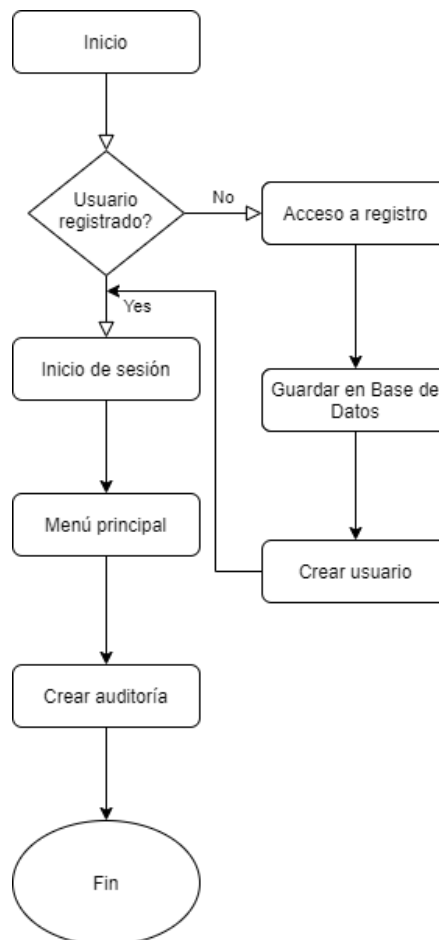 Inicio
Usuario
registrado?
No
Acceso a registro
Yes
Inicio de sesión
Guardar en Base de
Datos
Menú principal
Crear usuario
Crear auditoría
Fin